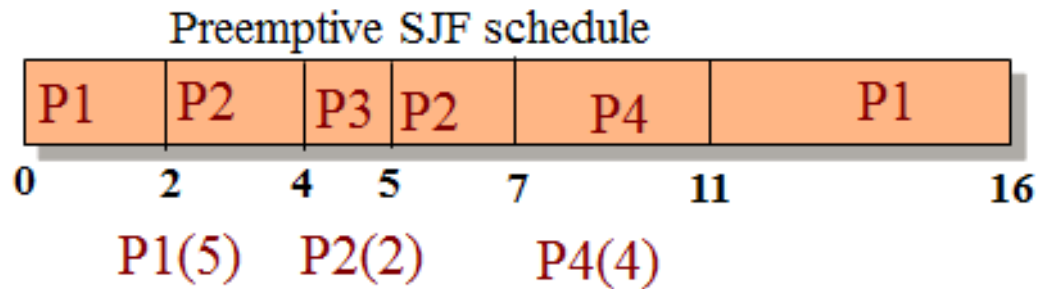 Preemptive SJF schedule
P1 P2 P3 P2 P4 P1
0 2 4 5 7 11 16
P1(5) P2(2) P4(4)